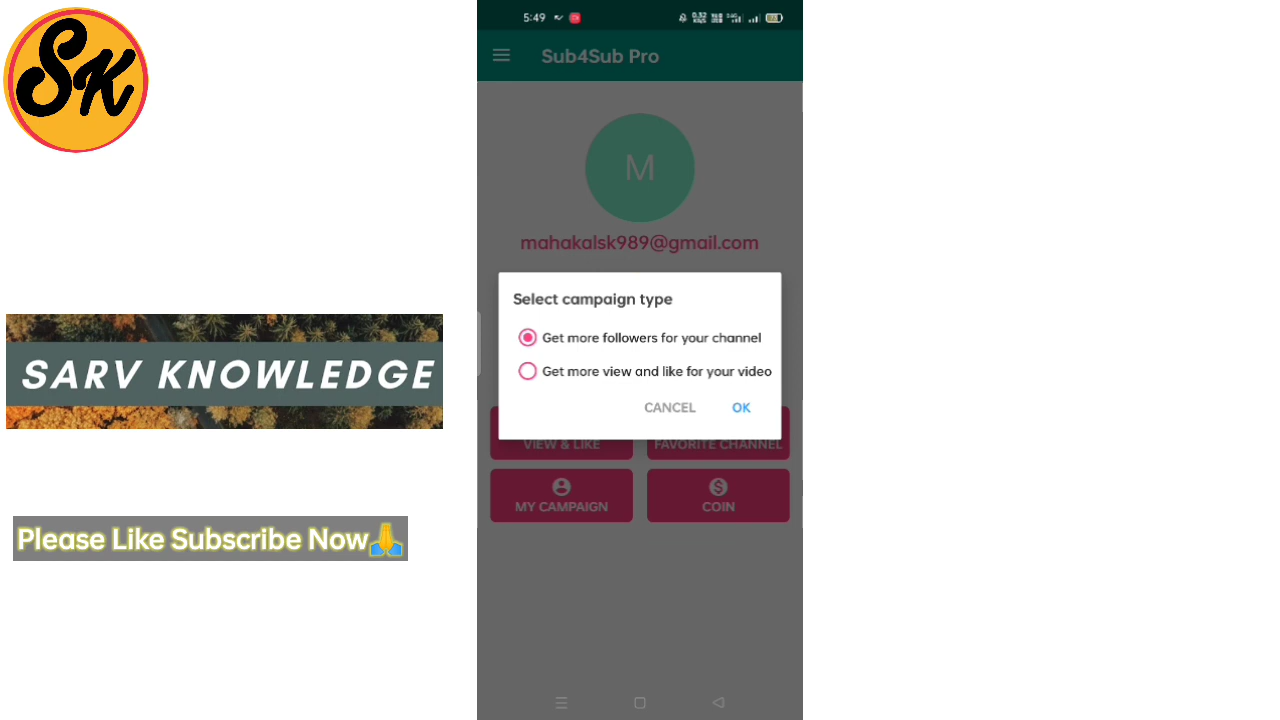 SK
SARV KNOWLEDGE
Please Like Subscribe Now🙏
5:49
Sub4Sub Pro
M
mahakalsk989@gmail.com
Select campaign type
Get more followers for your channel
Get more view and like for your video
CANCEL
OK
VIEW & LIKE
FAVORITE CHANNEL
MY CAMPAIGN
COIN